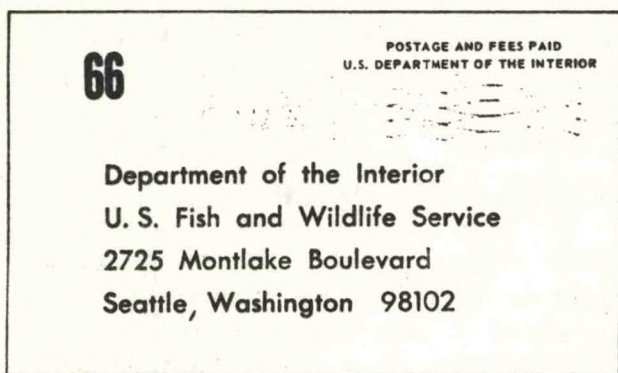 66
POSTAGE AND FEES PAID
U.S. DEPARTMENT OF THE INTERIOR
Department of the Interior
U. S. Fish and Wildlife Service
2725 Montlake Boulevard
Seattle, Washington 98102